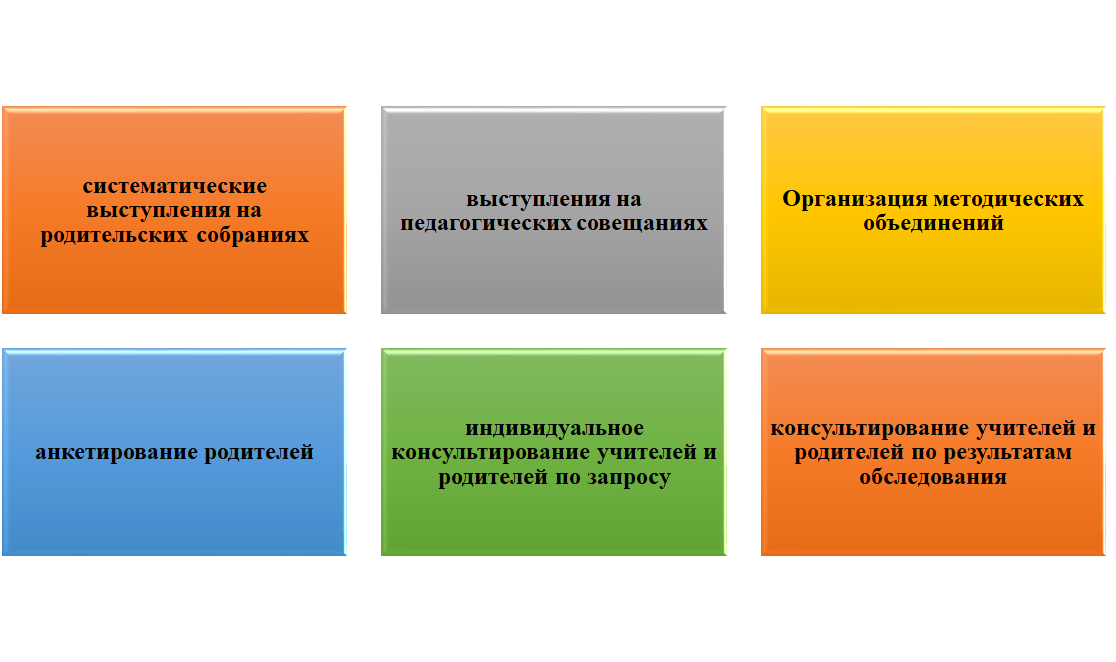 систематические
выступления на
родительских собраниях
выступления на
педагогических совещаниях
Организация методических
объединений
анкетирование родителей
индивидуальное
консультирование учителей и
родителей по запросу
консультирование учителей и
родителей по результатам
обследования